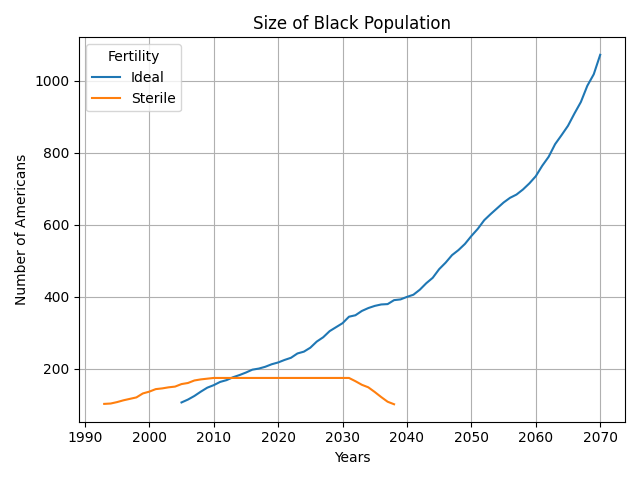 Size of Black Population
Fertility
Ideal
Sterile
Number of Americans
1000
800
600
400
200
1990 2000 2010 2020 2030 2040 2050 2060 2070
Years